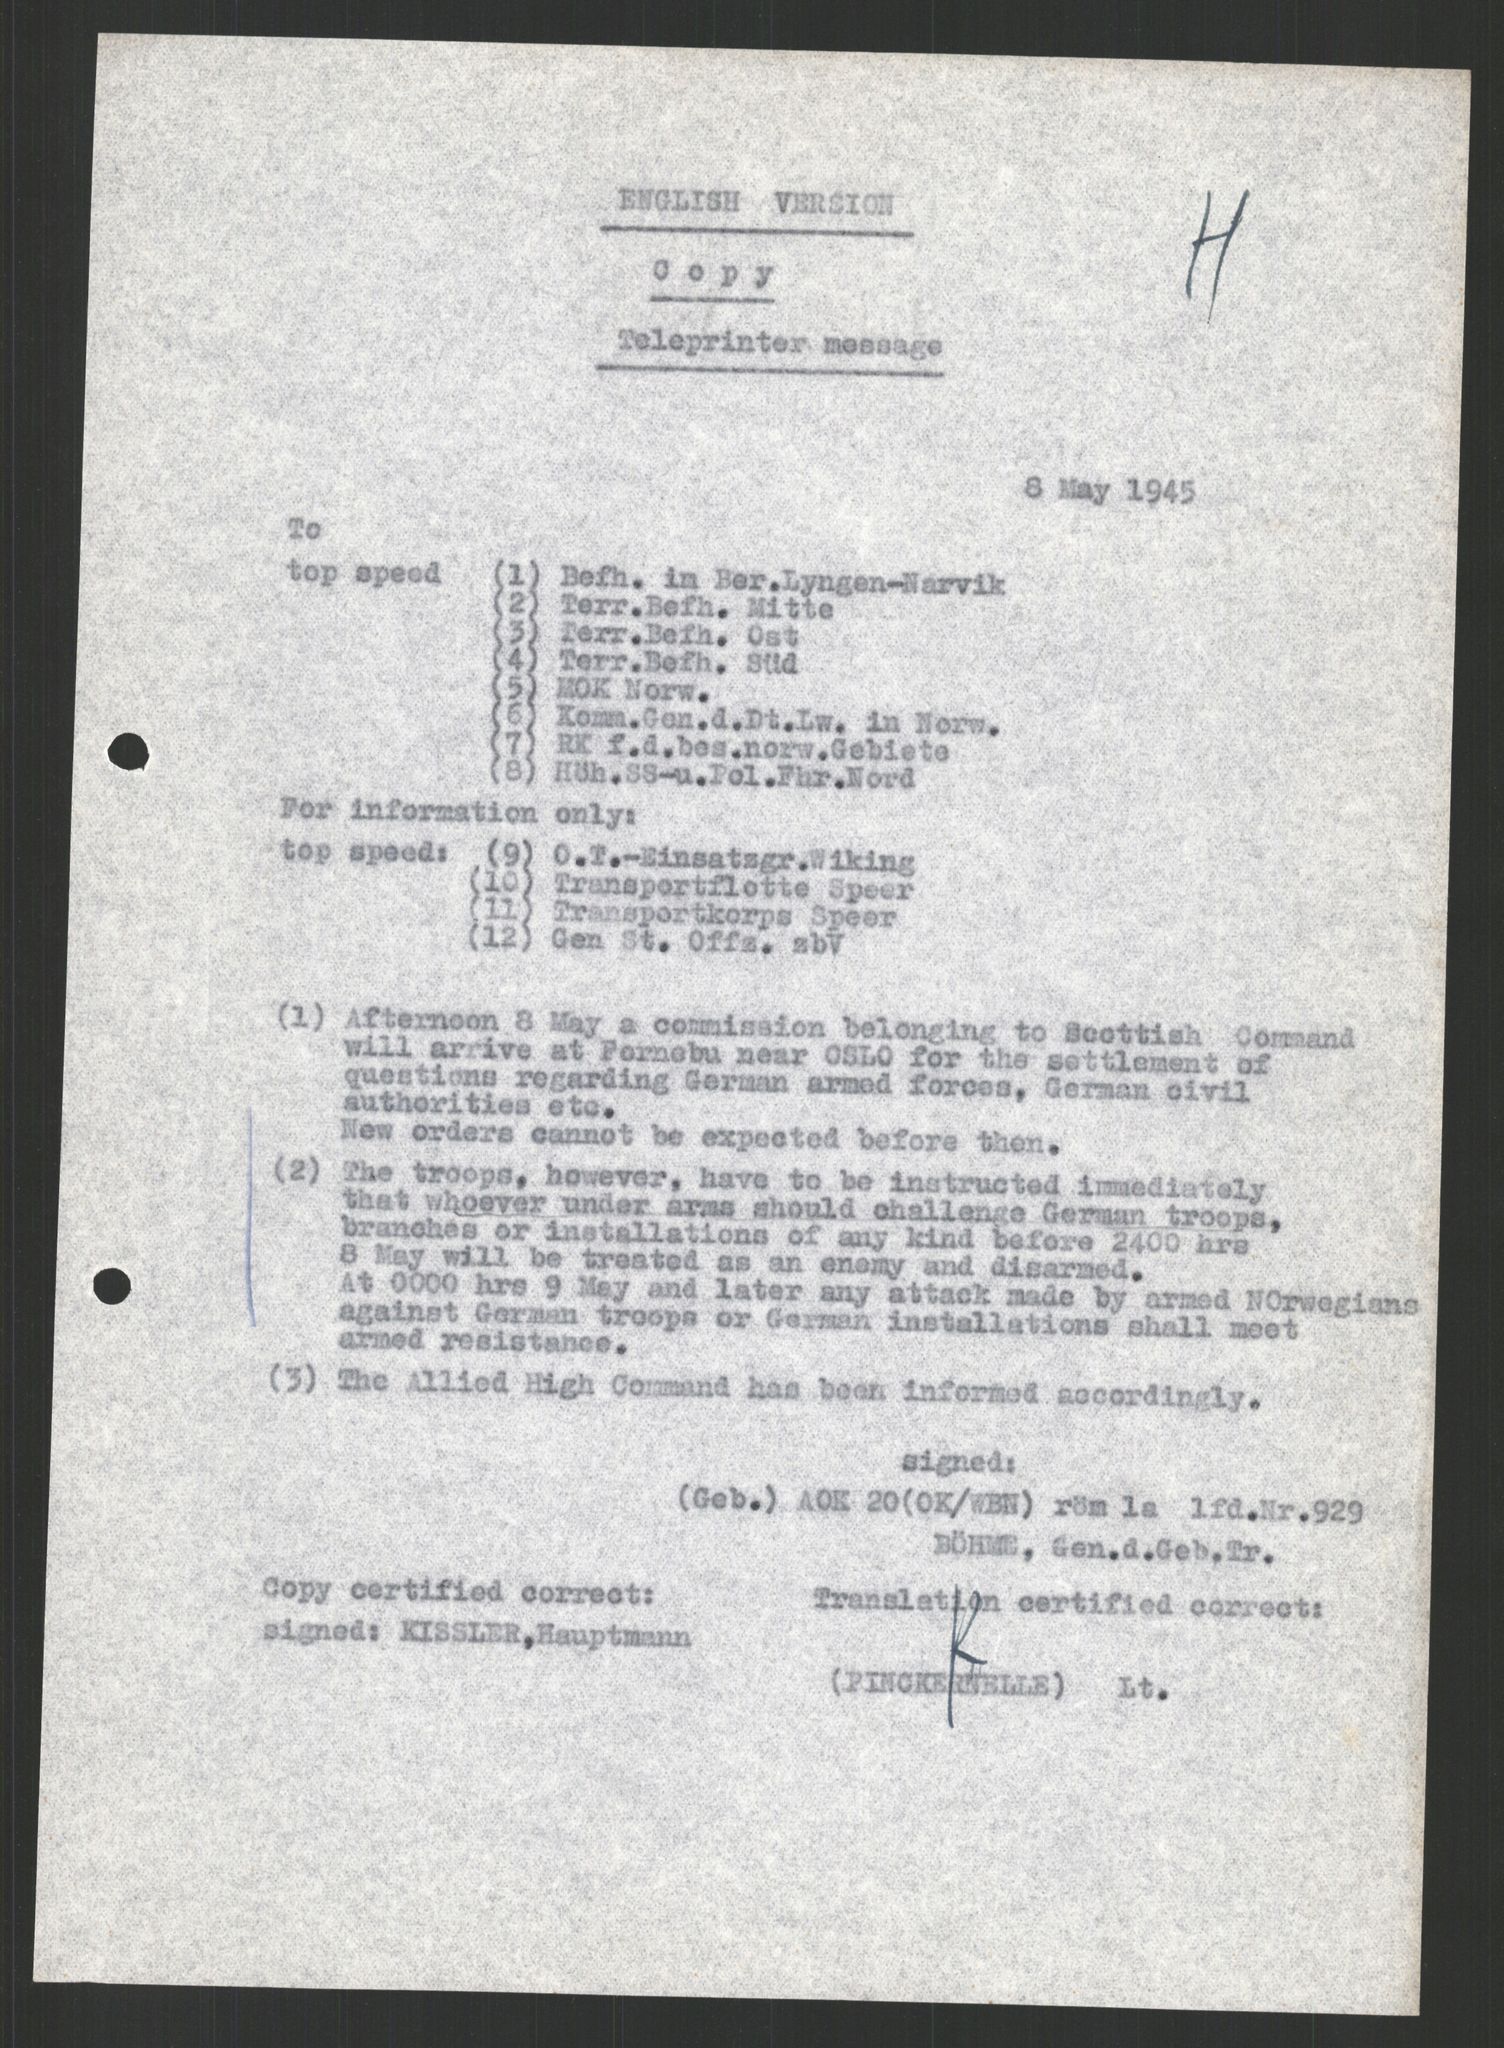 ENGLISH VERSION
H
C o p y
Teleprinter message
8 May 1945
To
top speed (1) Befh. im Ber.Lyngen-Narvik
(2) Terr.Befh. Mitte
(3) Terr.Befh. Ost
(4) Terr.Befh. Süd
(5) MOK Norw.
(6) Komm.Gen.d.Dt.Lw. in Norw.
(7) RK f.d.bes.norw.Gebiete
(8) Höh.SS-u.Pol.Fhr.Nord
For information only:
top speed: (9) O.T.-Einsatzgr.Wiking
(10) Transportflotte Speer
(11) Transportkorps Speer
(12) Gen St. Offz. zbV
(1) Afternoon 8 May a commission belonging to Scottish Command
will arrive at Fornebu near OSLO for the settlement of
questions regarding German armed forces, German civil
authorities etc.
New orders cannot be expected before then.
(2) The troops, however, have to be instructed immediately
that whoever under arms should challenge German troops,
branches or installations of any kind before 2400 hrs
8 May will be treated as an enemy and disarmed.
At 0000 hrs 9 May and later any attack made by armed NOrwegians
against German troops or German installations shall meet
armed resistance.
(3) The Allied High Command has been informed accordingly.
signed:
(Geb.) AOK 20(OK/WBN) röm 1a lfd.Nr.929
BÖHME, Gen.d.Geb.Tr.
Copy certified correct: Translation certified correct:
signed: KISSLER,Hauptmann
K
(PINCKERNELLE) Lt.